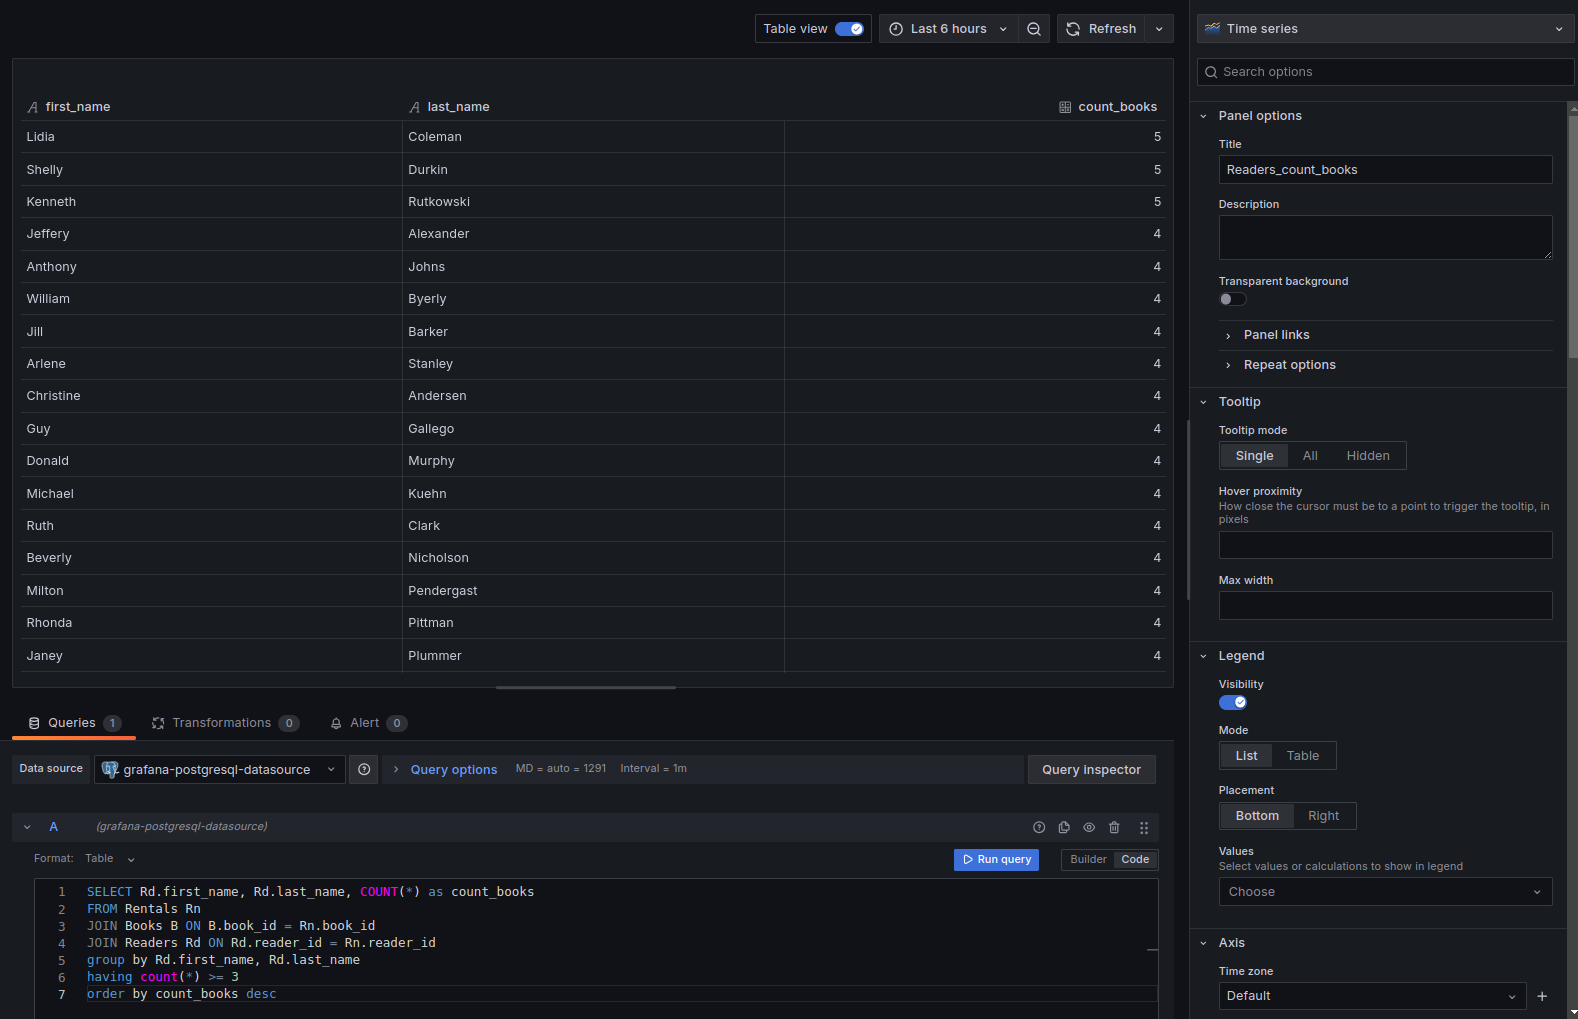 Table view
Last 6 hours
Refresh
Time series
Search options
first_name last_name count_books
Lidia Coleman 5
Shelly Durkin 5
Kenneth Rutkowski 5
Jeffery Alexander 4
Anthony Johns 4
William Byerly 4
Jill Barker 4
Arlene Stanley 4
Christine Andersen 4
Guy Gallego 4
Donald Murphy 4
Michael Kuehn 4
Ruth Clark 4
Beverly Nicholson 4
Milton Pendergast 4
Rhonda Pittman 4
Janey Plummer 4
Queries 1 Transformations 0 Alert 0
Data source grafana-postgresql-datasource Query options MD = auto = 1291 Interval = 1m Query inspector
A (grafana-postgresql-datasource)
Format: Table Run query Builder Code
1 SELECT Rd.first_name, Rd.last_name, COUNT(*) as count_books
2 FROM Rentals Rn
3 JOIN Books B ON B.book_id = Rn.book_id
4 JOIN Readers Rd ON Rd.reader_id = Rn.reader_id
5 group by Rd.first_name, Rd.last_name
6 having count(*) >= 3
7 order by count_books desc
Panel options
Title
Readers_count_books
Description
Transparent background
Panel links
Repeat options
Tooltip
Tooltip mode
Single All Hidden
Hover proximity
How close the cursor must be to a point to trigger the tooltip, in
pixels
Max width
Legend
Visibility
Mode
List Table
Placement
Bottom Right
Values
Select values or calculations to show in legend
Choose
Axis
Time zone
Default